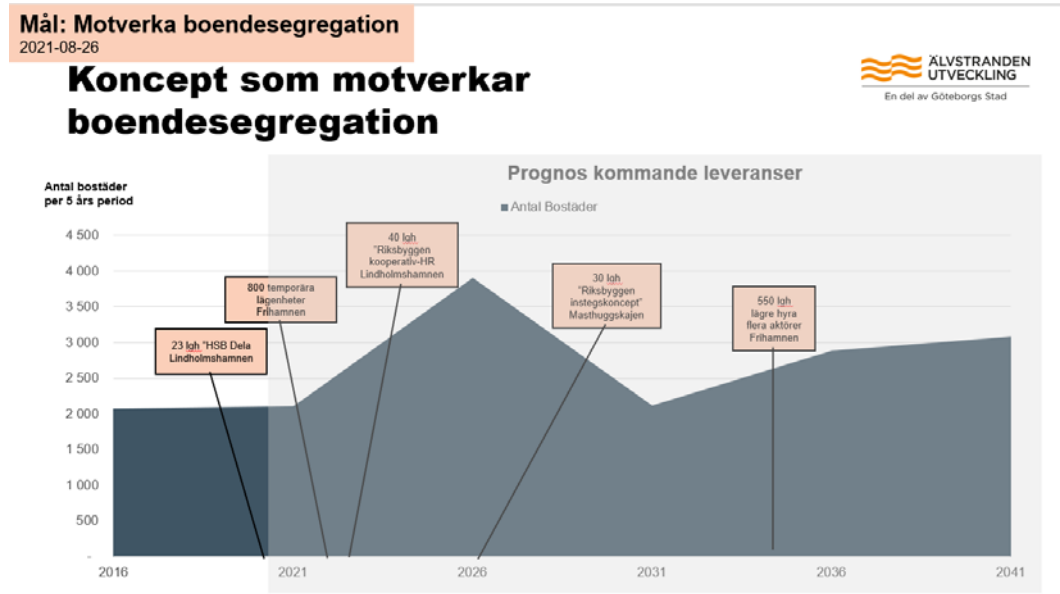 Mål: Motverka boendesegregation
2021-08-26
Koncept som motverkar
boendesegregation
ÄLVSTRANDEN
UTVECKLING
En del av Göteborgs Stad
Antal bostäder
per 5 års period
Prognos kommande leveranser
Antal Bostäder
4 500
4 000
3 500
3 000
2 500
2 000
1 500
1 000
500
-
23 lgh "HSB Dela
Lindholmshamnen
800 temporära
lägenheter
Frihamnen
40 lgh
"Riksbyggen
kooperativ-HR
Lindholmshamnen
30 lgh
"Riksbyggen
instegskoncept"
Masthuggskajen
550 lgh
lägre hyra
flera aktörer
Frihamnen
2016
2021
2026
2031
2036
2041